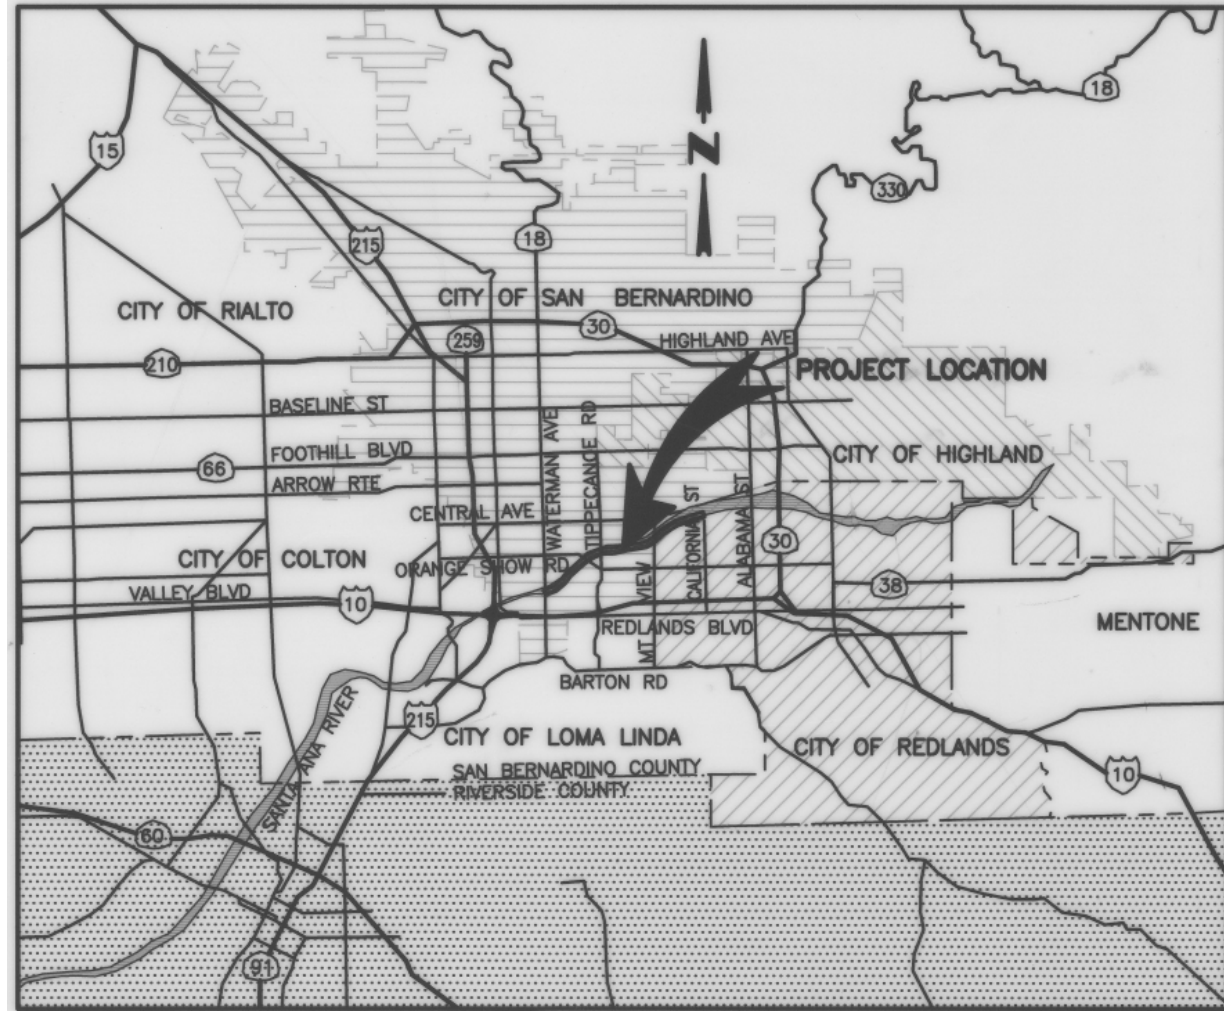 18
15
N
330
215
18
CITY OF RIALTO
CITY OF SAN BERNARDINO
30
259
HIGHLAND AVE
210
PROJECT LOCATION
BASELINE ST
WATERMAN AVE
TIPPECANOE RD
FOOTHILL BLVD
66
CITY OF HIGHLAND
ARROW RTE
CENTRAL AVE
CALIFORNIA ST
ALABAMA ST
30
CITY OF COLTON
ORANGE SHOW RD
MT VIEW
38
VALLEY BLVD
10
REDLANDS BLVD
MENTONE
BARTON RD
SANTA ANA RIVER
215
CITY OF LOMA LINDA
CITY OF REDLANDS
SAN BERNARDINO COUNTY
RIVERSIDE COUNTY
10
60
91